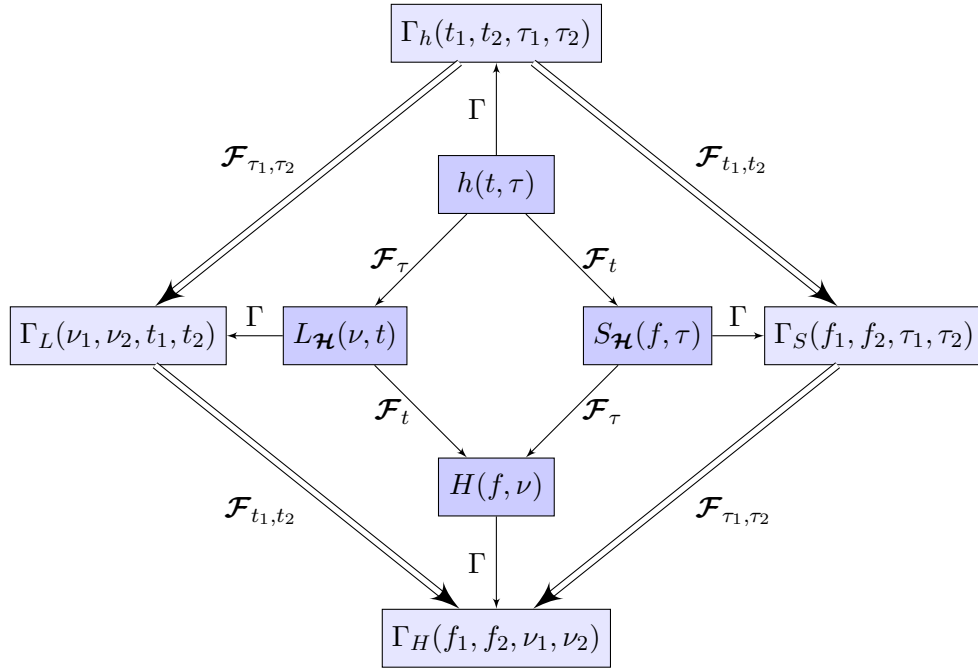 Γ_h(t_1, t_2, τ_1, τ_2)
Γ
𝓕_{τ_1,τ_2}
𝓕_{t_1,t_2}
h(t, τ)
𝓕_τ
𝓕_t
Γ_L(ν_1, ν_2, t_1, t_2)
Γ
L_𝓗(ν, t)
S_𝓗(f, τ)
Γ
Γ_S(f_1, f_2, τ_1, τ_2)
𝓕_t
𝓕_τ
H(f, ν)
𝓕_{t_1,t_2}
𝓕_{τ_1,τ_2}
Γ
Γ_H(f_1, f_2, ν_1, ν_2)